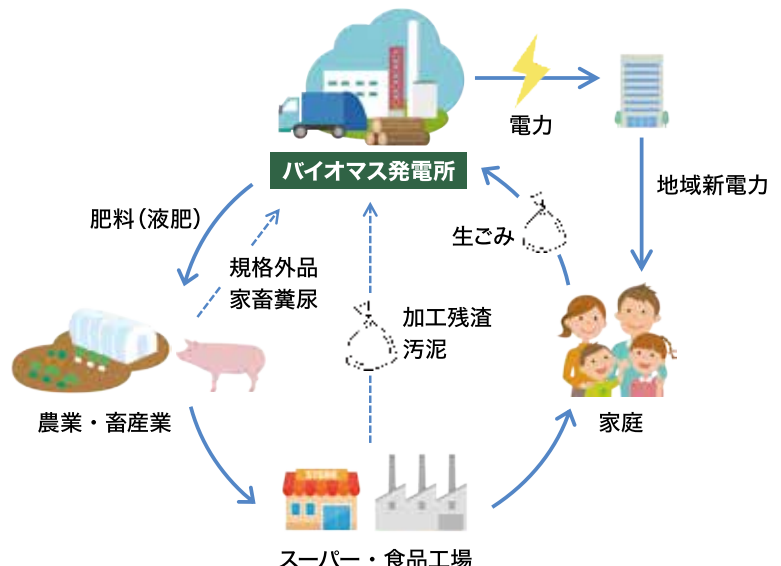 電力
バイオマス発電所
地域新電力
肥料(液肥)
生ごみ
規格外品
家畜糞尿
加工残渣
汚泥
農業・畜産業
家庭
スーパー・食品工場